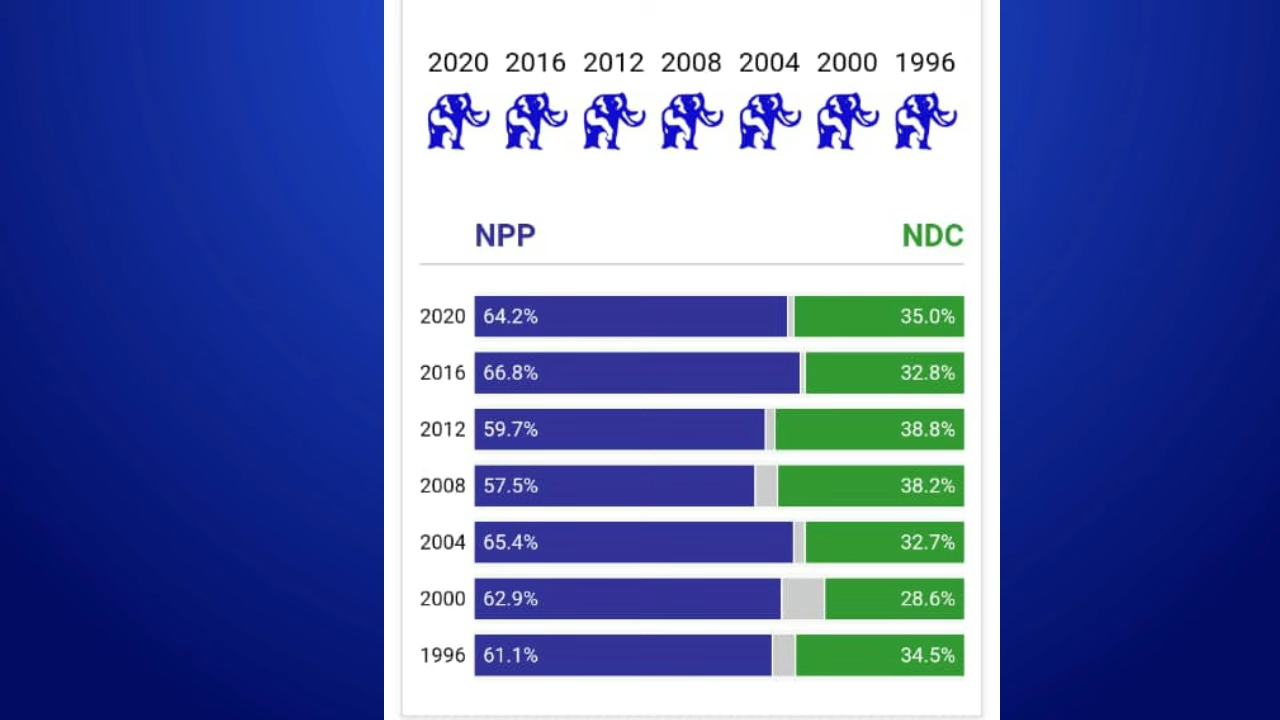 2020 2016 2012 2008 2004 2000 1996
NPP NDC
2020 64.2% 35.0%
2016 66.8% 32.8%
2012 59.7% 38.8%
2008 57.5% 38.2%
2004 65.4% 32.7%
2000 62.9% 28.6%
1996 61.1% 34.5%